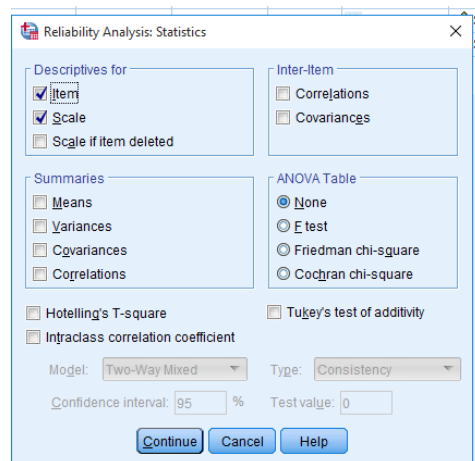 Reliability Analysis: Statistics
Descriptives for
Item
Scale
Scale if item deleted
Inter-Item
Correlations
Covariances
Summaries
Means
Variances
Covariances
Correlations
ANOVA Table
None
F test
Friedman chi-square
Cochran chi-square
Hotelling's T-square
Tukey's test of additivity
Intraclass correlation coefficient
Model: Two-Way Mixed Type: Consistency
Confidence interval: 95 % Test value: 0
Continue Cancel Help